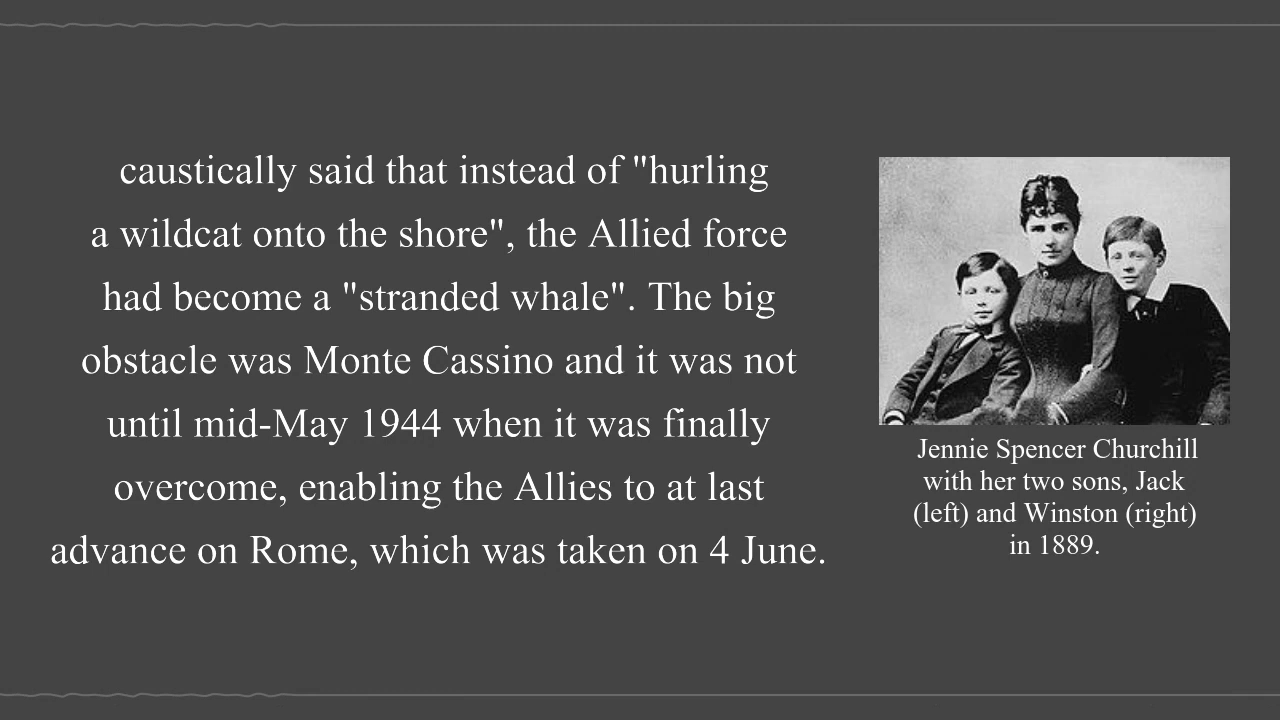 caustically said that instead of "hurling
a wildcat onto the shore", the Allied force
had become a "stranded whale". The big
obstacle was Monte Cassino and it was not
until mid-May 1944 when it was finally
overcome, enabling the Allies to at last
advance on Rome, which was taken on 4 June.
Jennie Spencer Churchill
with her two sons, Jack
(left) and Winston (right)
in 1889.